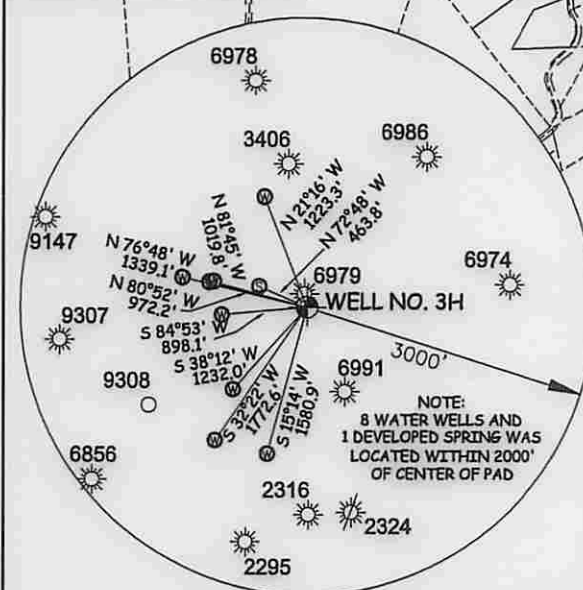 6978
3406
6986
N 21°16' W
1223.3'
N 72°48' W
463.8'
N 81°45' W
1019.8'
9147
N 76°48' W
1339.1'
6979
6974
N 80°52' W
972.2'
WELL NO. 3H
9307
S 84°53' W
898.1'
3000'
S 38°12' W
1232.0'
9308
S 32°22' W
1772.6'
S 15°14' W
1580.9'
6991
NOTE:
8 WATER WELLS AND
1 DEVELOPED SPRING WAS
LOCATED WITHIN 2000'
OF CENTER OF PAD
6856
2316
2324
2295
W
W
W
S
W
W
W
W